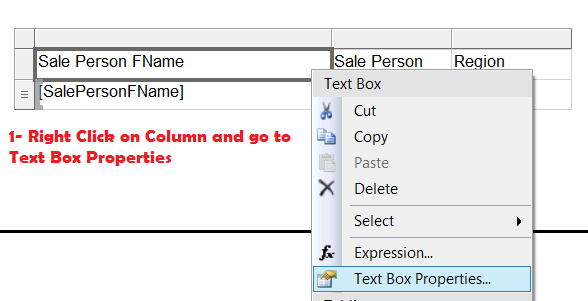 Sale Person FName Sale Person Region
[SalePersonFName]
1- Right Click on Column and go to
Text Box Properties
Text Box
Cut
Copy
Paste
Delete
Select
fx Expression...
Text Box Properties...